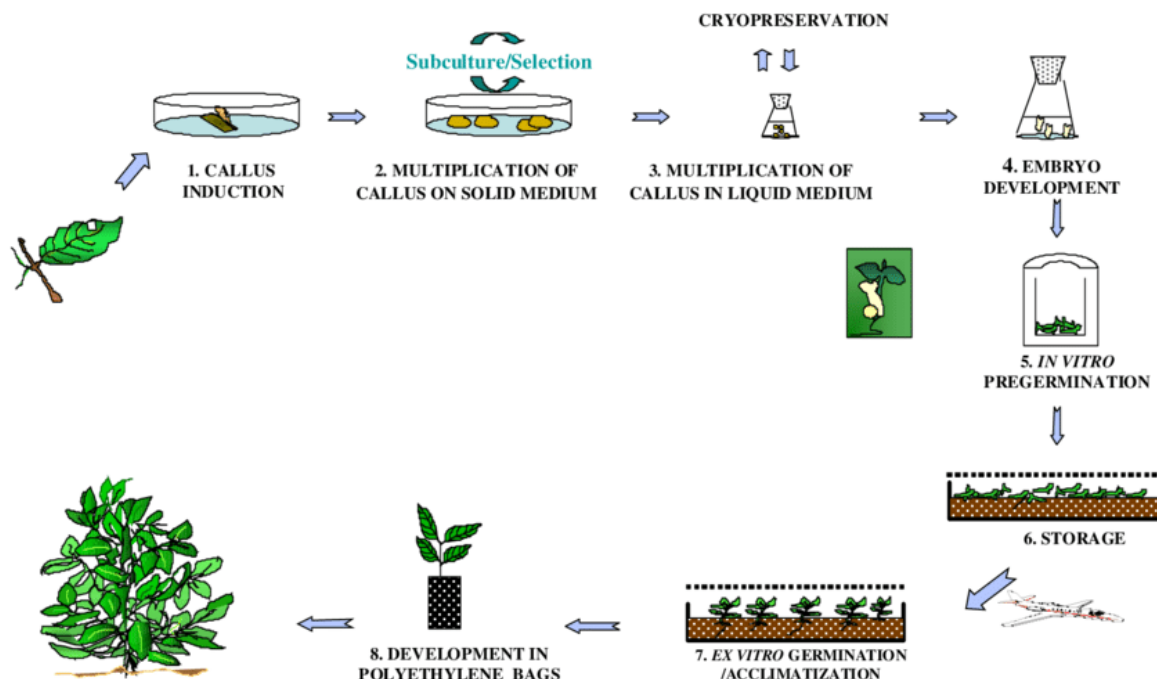 CRYOPRESERVATION
Subculture/Selection
1. CALLUS
INDUCTION
2. MULTIPLICATION OF
CALLUS ON SOLID MEDIUM
3. MULTIPLICATION OF
CALLUS IN LIQUID MEDIUM
4. EMBRYO
DEVELOPMENT
5. IN VITRO
PREGERMINATION
6. STORAGE
7. EX VITRO GERMINATION
/ACCLIMATIZATION
8. DEVELOPMENT IN
POLYETHYLENE BAGS